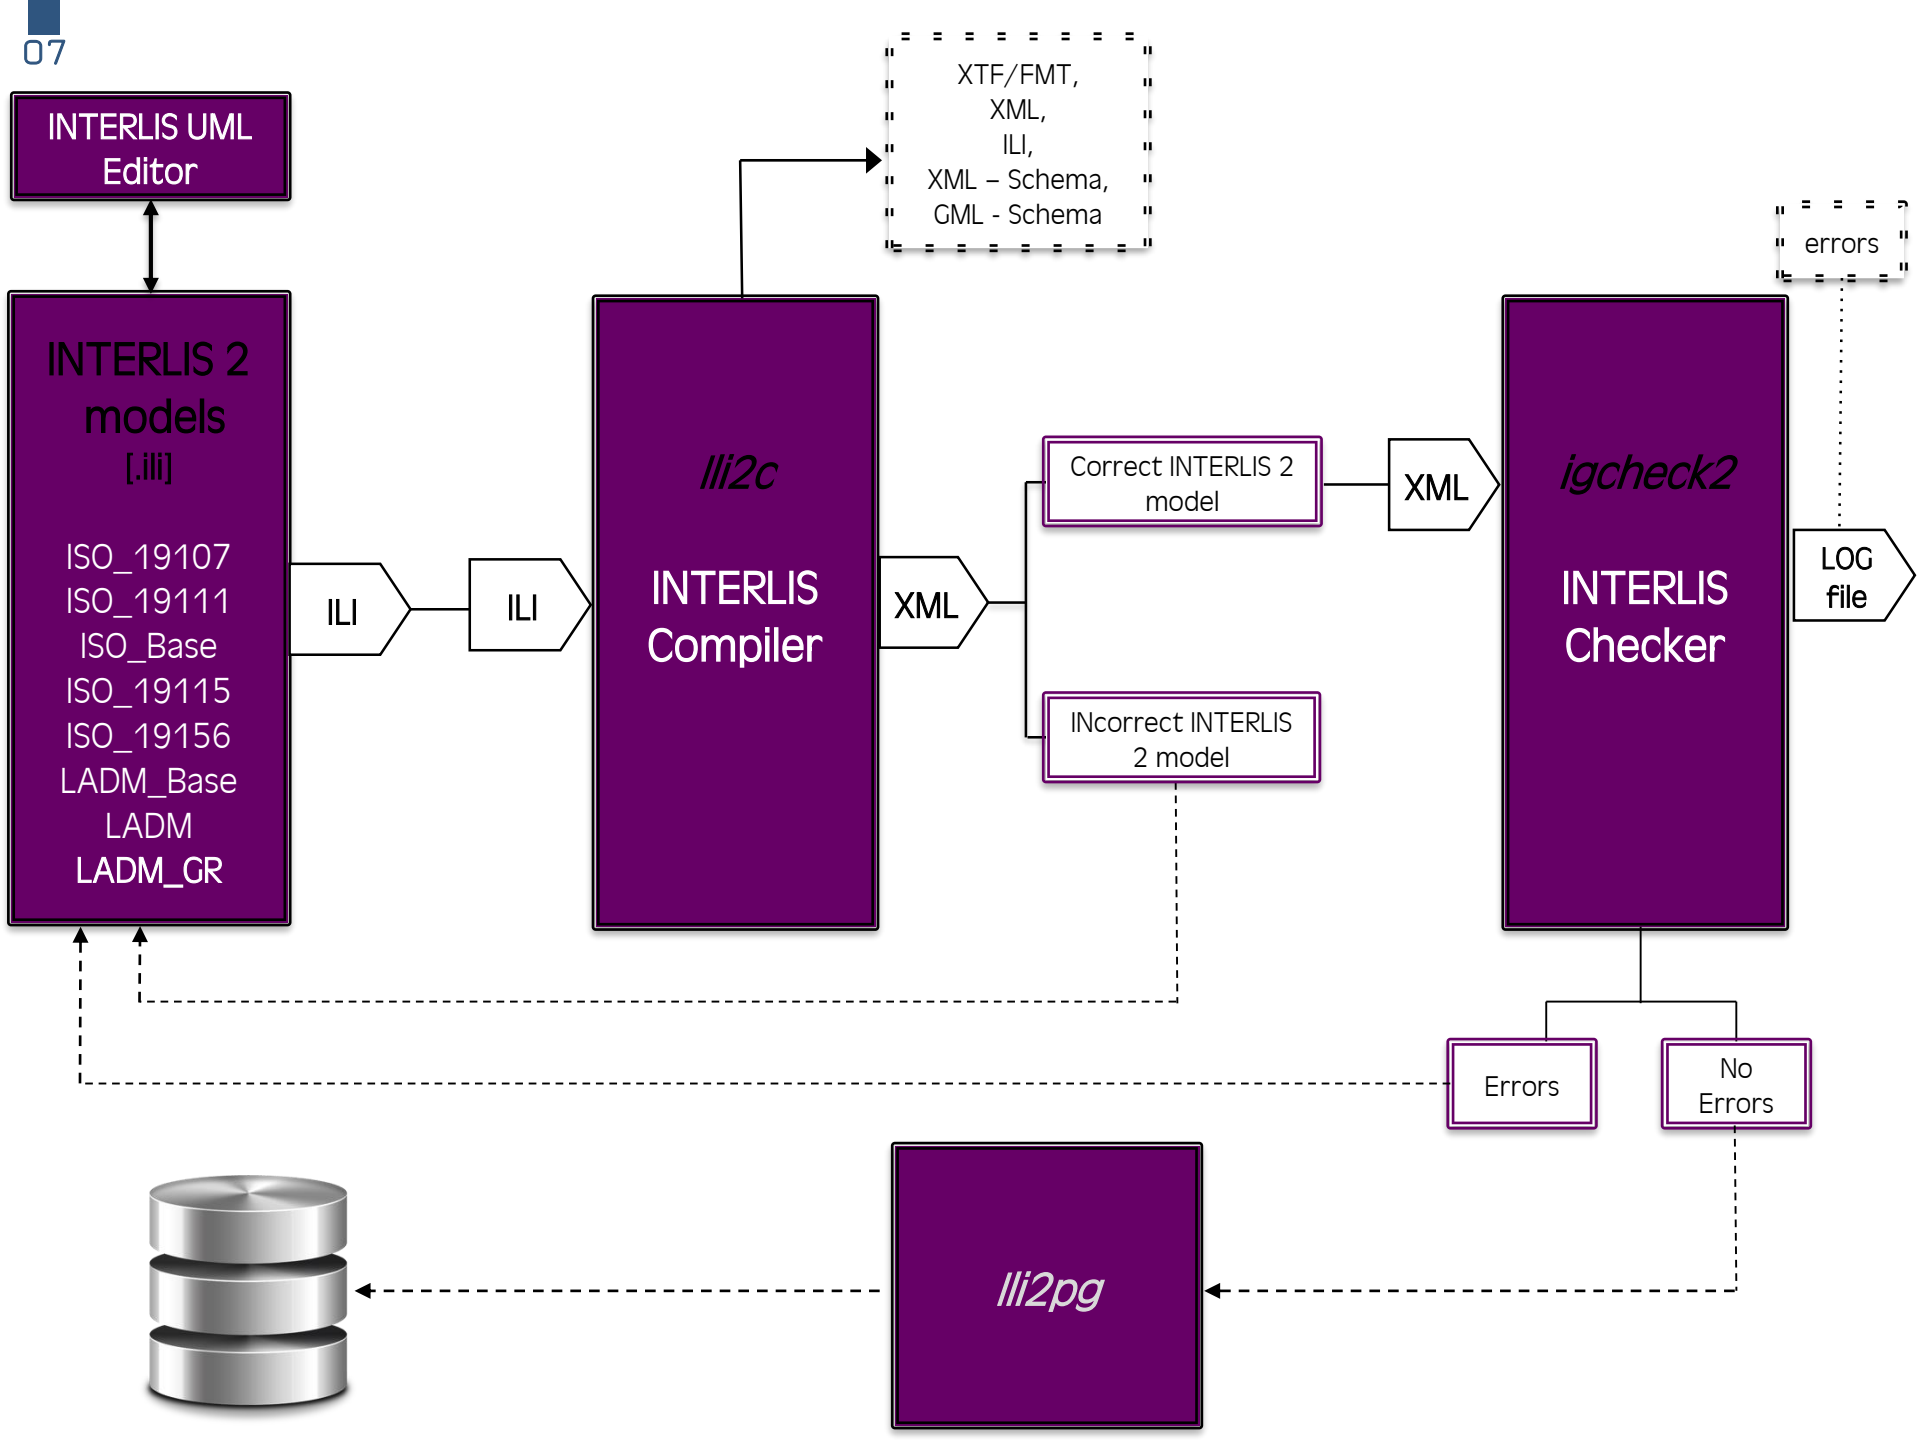 07
INTERLIS UML
Editor
XTF/FMT,
XML,
ILI,
XML – Schema,
GML - Schema
errors
INTERLIS 2
models
[.ili]
ISO_19107
ISO_19111
ISO_Base
ISO_19115
ISO_19156
LADM_Base
LADM
LADM_GR
ILI
ILI
Ili2c
INTERLIS
Compiler
XML
Correct INTERLIS 2
model
INcorrect INTERLIS
2 model
XML
igcheck2
INTERLIS
Checker
LOG
file
Errors
No
Errors
Ili2pg